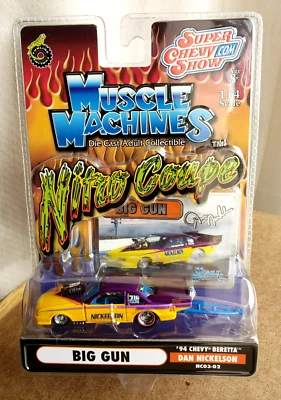 SUPER
CHEVY.COM
SHOW
MUSCLE
MACHINES
Die Cast Adult Collectible
1:64
Scale
Nitro Coupe
BIG GUN
NICKELSON
BIG GUN
'94 CHEVY BERETTA
DAN NICKELSON
NC03-02